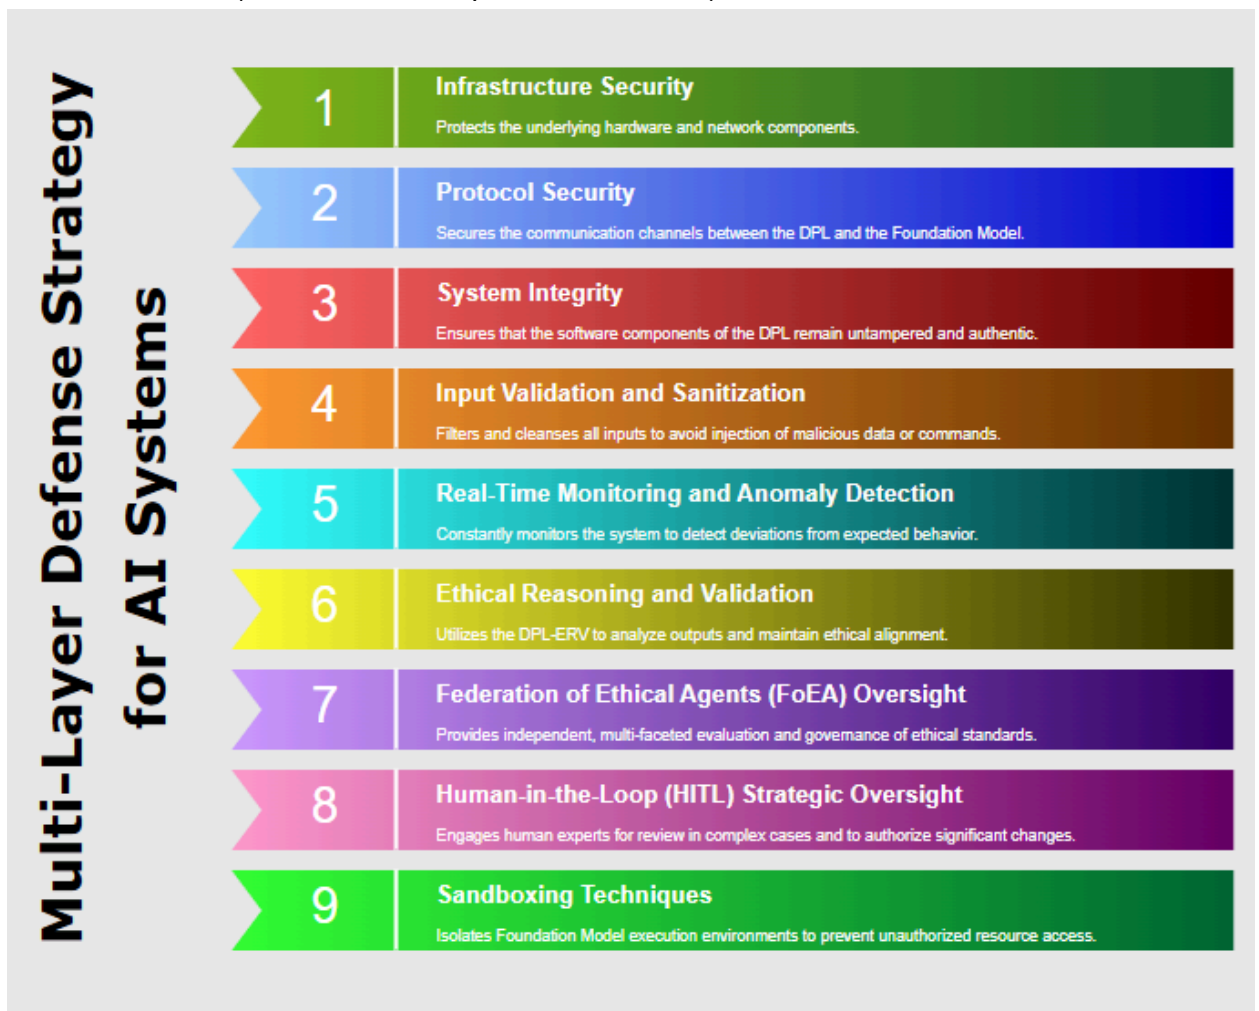 Multi-Layer Defense Strategy
for AI Systems
1
Infrastructure Security
Protects the underlying hardware and network components.
2
Protocol Security
Secures the communication channels between the DPL and the Foundation Model.
3
System Integrity
Ensures that the software components of the DPL remain untampered and authentic.
4
Input Validation and Sanitization
Filters and cleanses all inputs to avoid injection of malicious data or commands.
5
Real-Time Monitoring and Anomaly Detection
Constantly monitors the system to detect deviations from expected behavior.
6
Ethical Reasoning and Validation
Utilizes the DPL-ERV to analyze outputs and maintain ethical alignment.
7
Federation of Ethical Agents (FoEA) Oversight
Provides independent, multi-faceted evaluation and governance of ethical standards.
8
Human-in-the-Loop (HITL) Strategic Oversight
Engages human experts for review in complex cases and to authorize significant changes.
9
Sandboxing Techniques
Isolates Foundation Model execution environments to prevent unauthorized resource access.